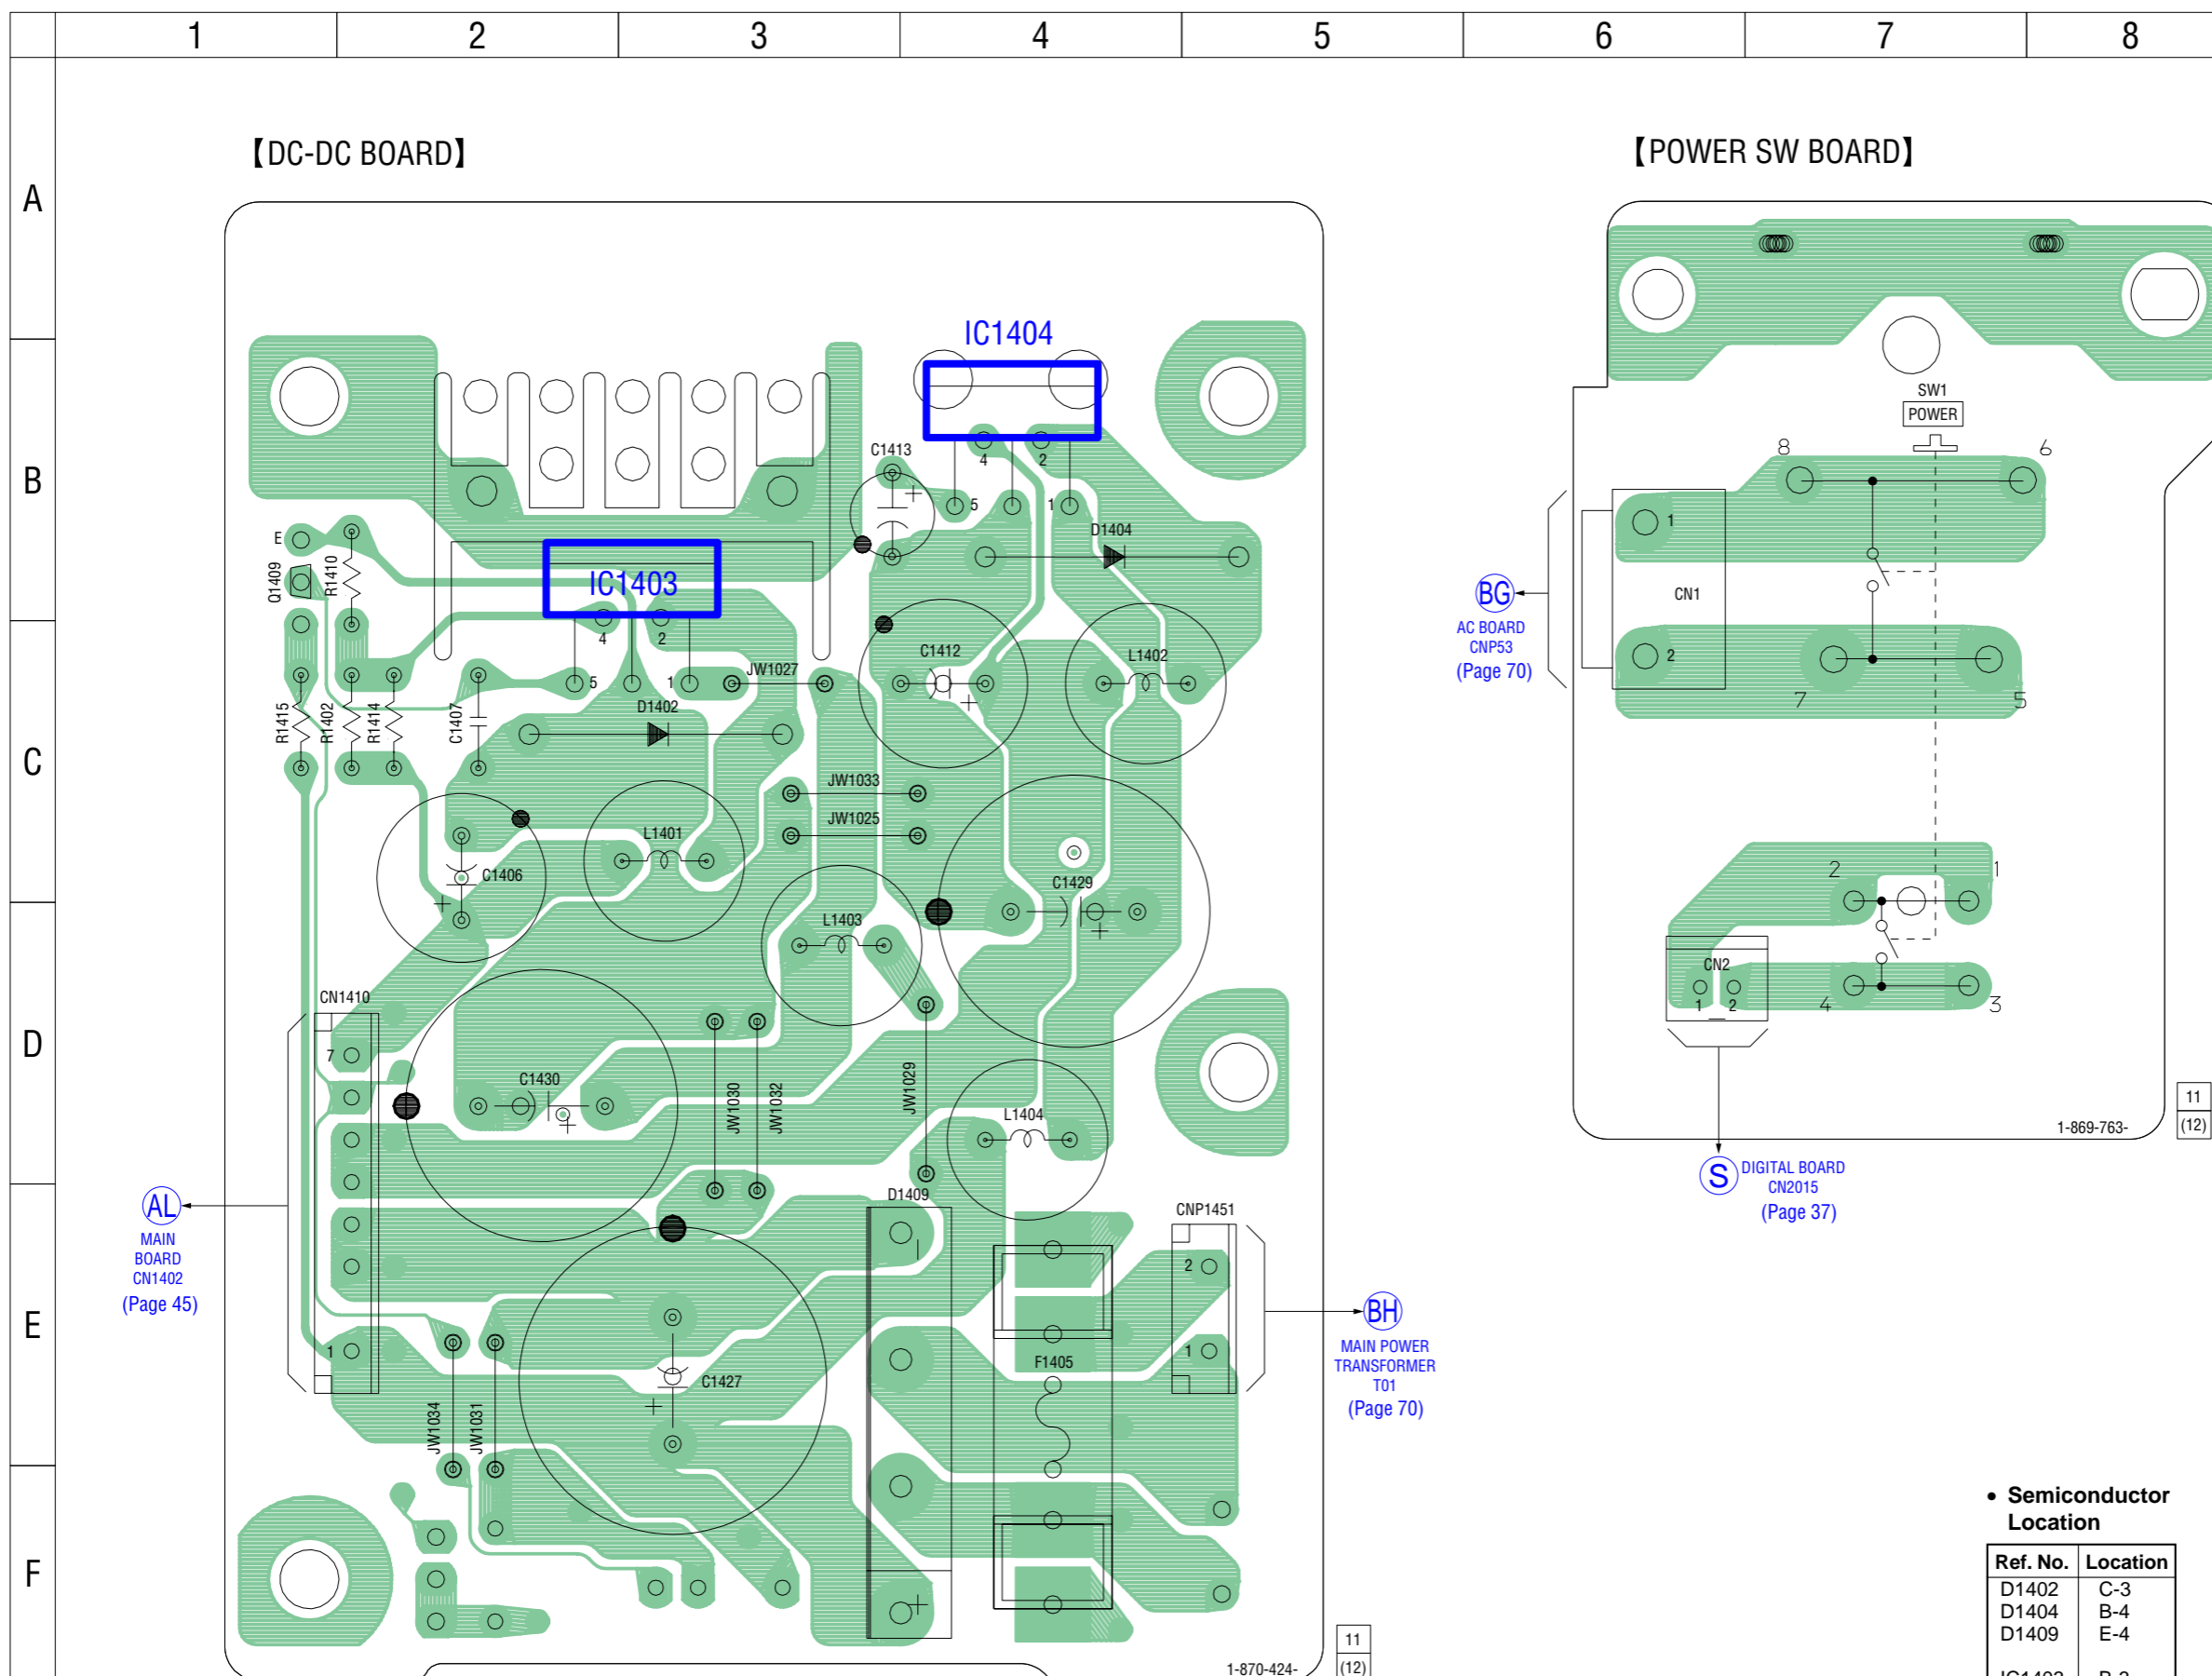 1 2 3 4 5 6 7 8
A
B
C
D
E
F
【DC-DC BOARD】
【POWER SW BOARD】
IC1404
C1413
4
2
5
1
D1404
E
Q1409
R1410
IC1403
4
2
5
1
JW1027
C1412
L1402
D1402
R1415
R1402
R1414
C1407
JW1033
JW1025
L1401
C1406
C1429
L1403
CN1410
7
C1430
JW1030
JW1032
JW1029
L1404
D1409
CNP1451
2
1
1
F1405
C1427
JW1034
JW1031
AL
MAIN
BOARD
CN1402
(Page 45)
BH
MAIN POWER
TRANSFORMER
T01
(Page 70)
1-870-424-
11
(12)
SW1
POWER
8
6
1
CN1
2
7
5
BG
AC BOARD
CNP53
(Page 70)
2
1
CN2
1 2
4
3
S
DIGITAL BOARD
CN2015
(Page 37)
1-869-763-
11
(12)
• Semiconductor
Location
Ref. No. Location
D1402 C-3
D1404 B-4
D1409 E-4